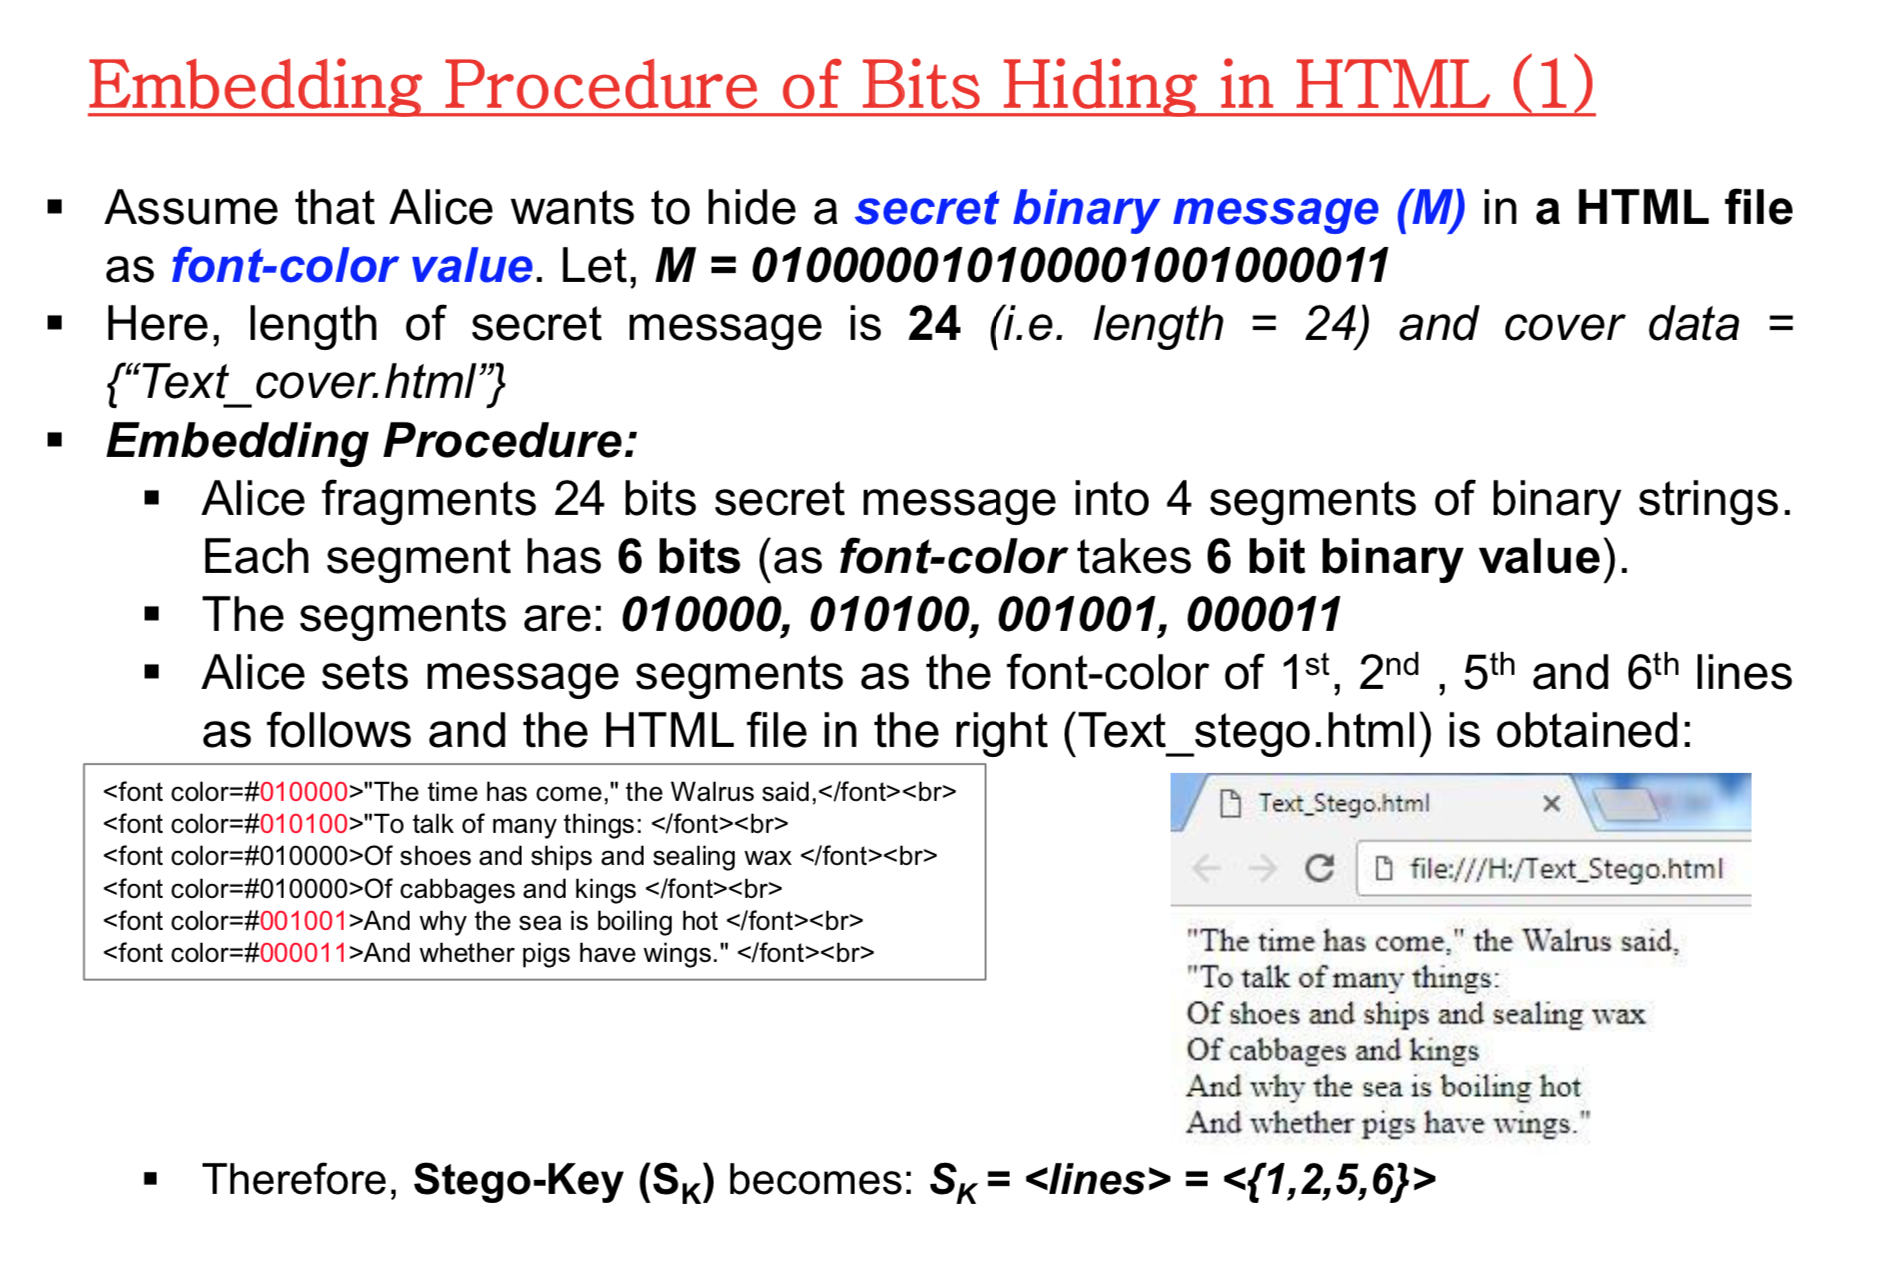 Embedding Procedure of Bits Hiding in HTML (1)
▪ Assume that Alice wants to hide a secret binary message (M) in a HTML file
as font-color value. Let, M = 010000010100001001000011
▪ Here, length of secret message is 24 (i.e. length = 24) and cover data =
{“Text_cover.html”}
▪ Embedding Procedure:
▪ Alice fragments 24 bits secret message into 4 segments of binary strings.
Each segment has 6 bits (as font-color takes 6 bit binary value).
▪ The segments are: 010000, 010100, 001001, 000011
▪ Alice sets message segments as the font-color of 1st, 2nd , 5th and 6th lines
as follows and the HTML file in the right (Text_stego.html) is obtained:
<font color=#010000>"The time has come," the Walrus said,</font><br>
<font color=#010100>"To talk of many things: </font><br>
<font color=#010000>Of shoes and ships and sealing wax </font><br>
<font color=#010000>Of cabbages and kings </font><br>
<font color=#001001>And why the sea is boiling hot </font><br>
<font color=#000011>And whether pigs have wings." </font><br>
Text_Stego.html
file:///H:/Text_Stego.html
"The time has come," the Walrus said,
"To talk of many things:
Of shoes and ships and sealing wax
Of cabbages and kings
And why the sea is boiling hot
And whether pigs have wings."
▪ Therefore, Stego-Key (SK) becomes: SK = <lines> = <{1,2,5,6}>